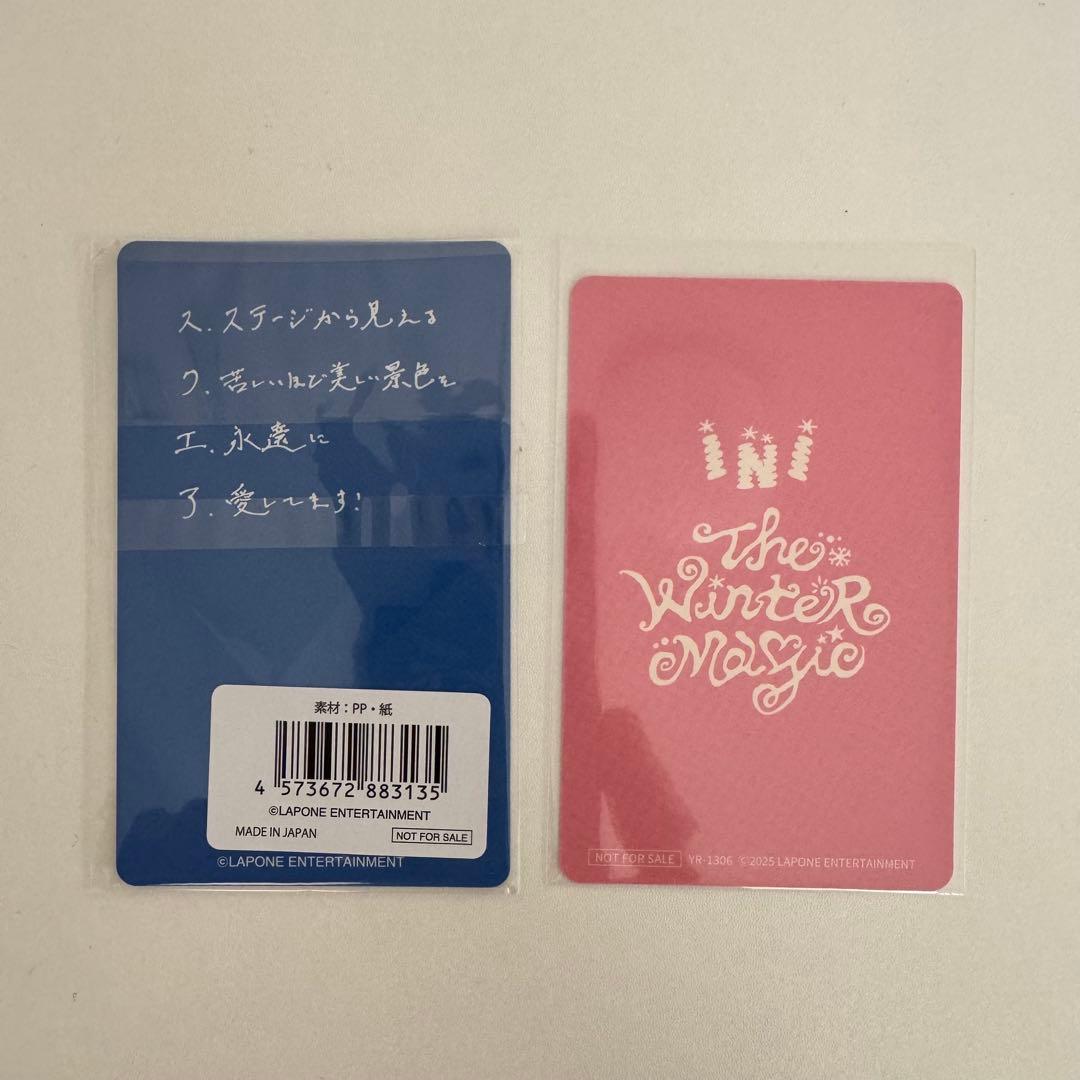 ス. ステージから見える
ク. 苦しいほど美しい景色を
エ. 永遠に
ア. 愛してます!
素材：PP・紙
4 573672 883135
©LAPONE ENTERTAINMENT
MADE IN JAPAN
NOT FOR SALE
©LAPONE ENTERTAINMENT
INI
The
Winter
Magic
NOT FOR SALE YR-1306 ©2025 LAPONE ENTERTAINMENT